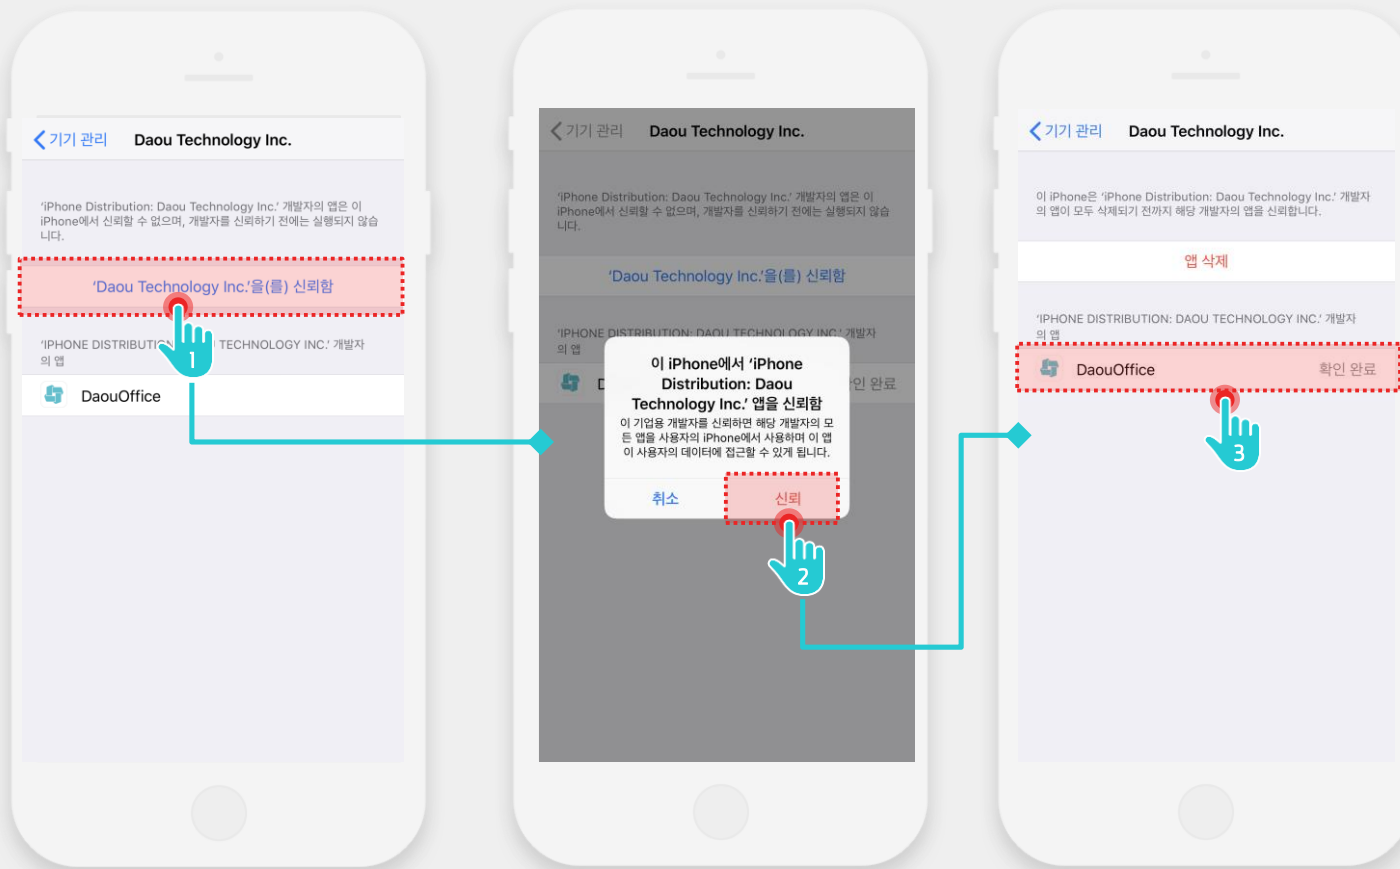 기기 관리 Daou Technology Inc.
'iPhone Distribution: Daou Technology Inc.' 개발자의 앱은 이
iPhone에서 신뢰할 수 없으며, 개발자를 신뢰하기 전에는 실행되지 않습
니다.
'Daou Technology Inc.'을(를) 신뢰함
1
'IPHONE DISTRIBUTION TECHNOLOGY INC.' 개발자
의 앱
DaouOffice
기기 관리 Daou Technology Inc.
'iPhone Distribution: Daou Technology Inc.' 개발자의 앱은 이
iPhone에서 신뢰할 수 없으며, 개발자를 신뢰하기 전에는 실행되지 않습
니다.
'Daou Technology Inc.'을(를) 신뢰함
'IPHONE DISTRIBUTION: DAOU TECHNOLOGY INC.' 개발자
의 앱
이 iPhone에서 'iPhone
Distribution: Daou
Technology Inc.' 앱을 신뢰함
이 기업용 개발자를 신뢰하면 해당 개발자의 모
든 앱을 사용자의 iPhone에서 사용하며 이 앱
이 사용자의 데이터에 접근할 수 있게 됩니다.
취소 신뢰
2
기기 관리 Daou Technology Inc.
이 iPhone은 'iPhone Distribution: Daou Technology Inc.' 개발자
의 앱이 모두 삭제되기 전까지 해당 개발자의 앱을 신뢰합니다.
앱 삭제
'IPHONE DISTRIBUTION: DAOU TECHNOLOGY INC.' 개발자
의 앱
DaouOffice 확인 완료
3